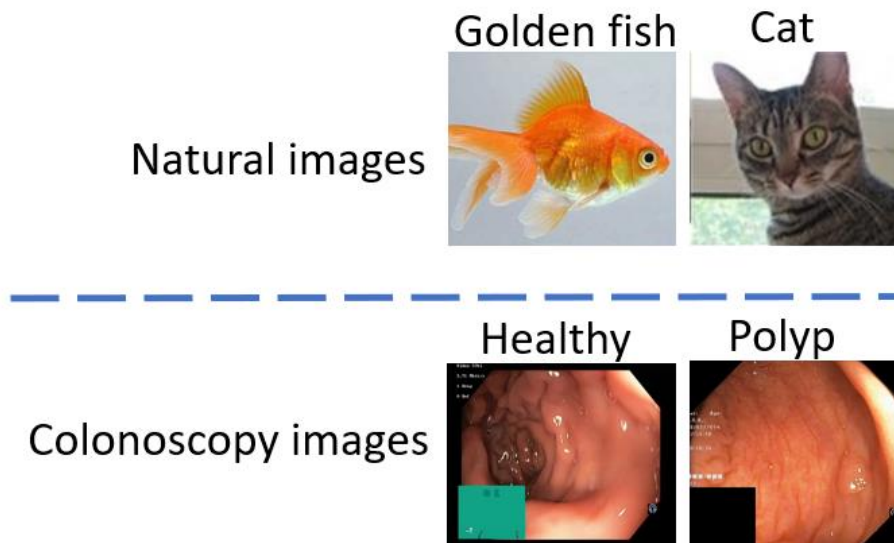 Golden fish
Cat
Natural images
Healthy
Polyp
Colonoscopy images